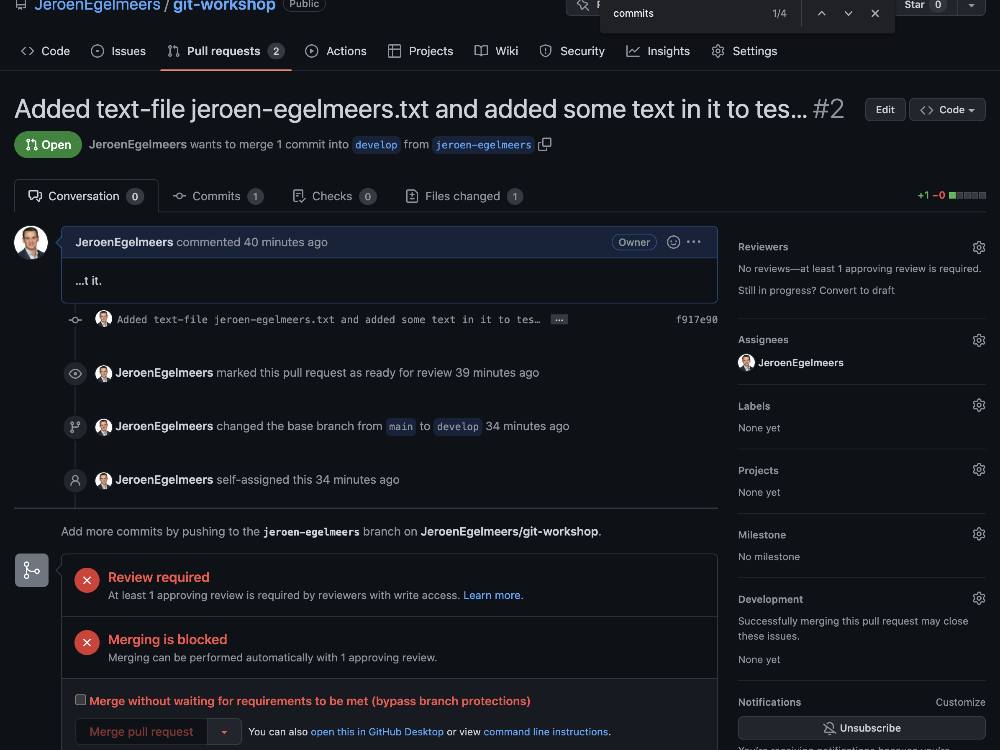 JeroenEgelmeers / git-workshop Public
commits 1/4
Star 0
Code Issues Pull requests 2 Actions Projects Wiki Security Insights Settings
Added text-file jeroen-egelmeers.txt and added some text in it to tes... #2
Edit Code
Open JeroenEgelmeers wants to merge 1 commit into develop from jeroen-egelmeers
Conversation 0 Commits 1 Checks 0 Files changed 1
+1 −0
JeroenEgelmeers commented 40 minutes ago
Owner
...t it.
Added text-file jeroen-egelmeers.txt and added some text in it to tes… ... f917e90
JeroenEgelmeers marked this pull request as ready for review 39 minutes ago
JeroenEgelmeers changed the base branch from main to develop 34 minutes ago
JeroenEgelmeers self-assigned this 34 minutes ago
Add more commits by pushing to the jeroen-egelmeers branch on JeroenEgelmeers/git-workshop.
Review required
At least 1 approving review is required by reviewers with write access. Learn more.
Merging is blocked
Merging can be performed automatically with 1 approving review.
Merge without waiting for requirements to be met (bypass branch protections)
Merge pull request
You can also open this in GitHub Desktop or view command line instructions.
Reviewers
No reviews—at least 1 approving review is required.
Still in progress? Convert to draft
Assignees
JeroenEgelmeers
Labels
None yet
Projects
None yet
Milestone
No milestone
Development
Successfully merging this pull request may close
these issues.
None yet
Notifications Customize
Unsubscribe
You're receiving notifications because you're